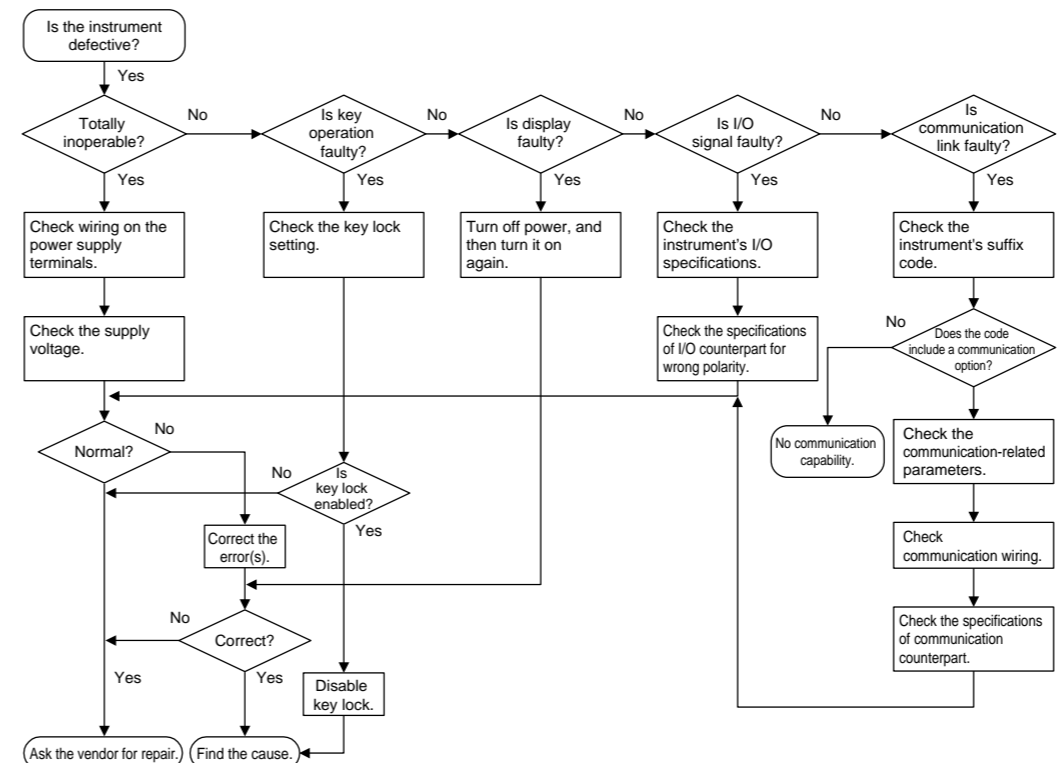 Is the instrument
defective?
Yes
Totally
inoperable?
No
Is key
operation
faulty?
No
Is display
faulty?
No
Is I/O
signal faulty?
No
Is
communication
link faulty?
Yes
Yes
Yes
Yes
Yes
Check wiring on the
power supply
terminals.
Check the key lock
setting.
Turn off power, and
then turn it on
again.
Check the
instrument's I/O
specifications.
Check the
instrument's suffix
code.
Check the supply
voltage.
Check the specifications
of I/O counterpart for
wrong polarity.
No
Does the code
include a communication
option?
No communication
capability.
Check the
communication-related
parameters.
Normal?
No
No
Is
key lock
enabled?
Yes
Correct the
error(s).
Check
communication wiring.
No
Correct?
Check the specifications
of communication
counterpart.
Yes
Yes
Disable
key lock.
Ask the vendor for repair.
Find the cause.